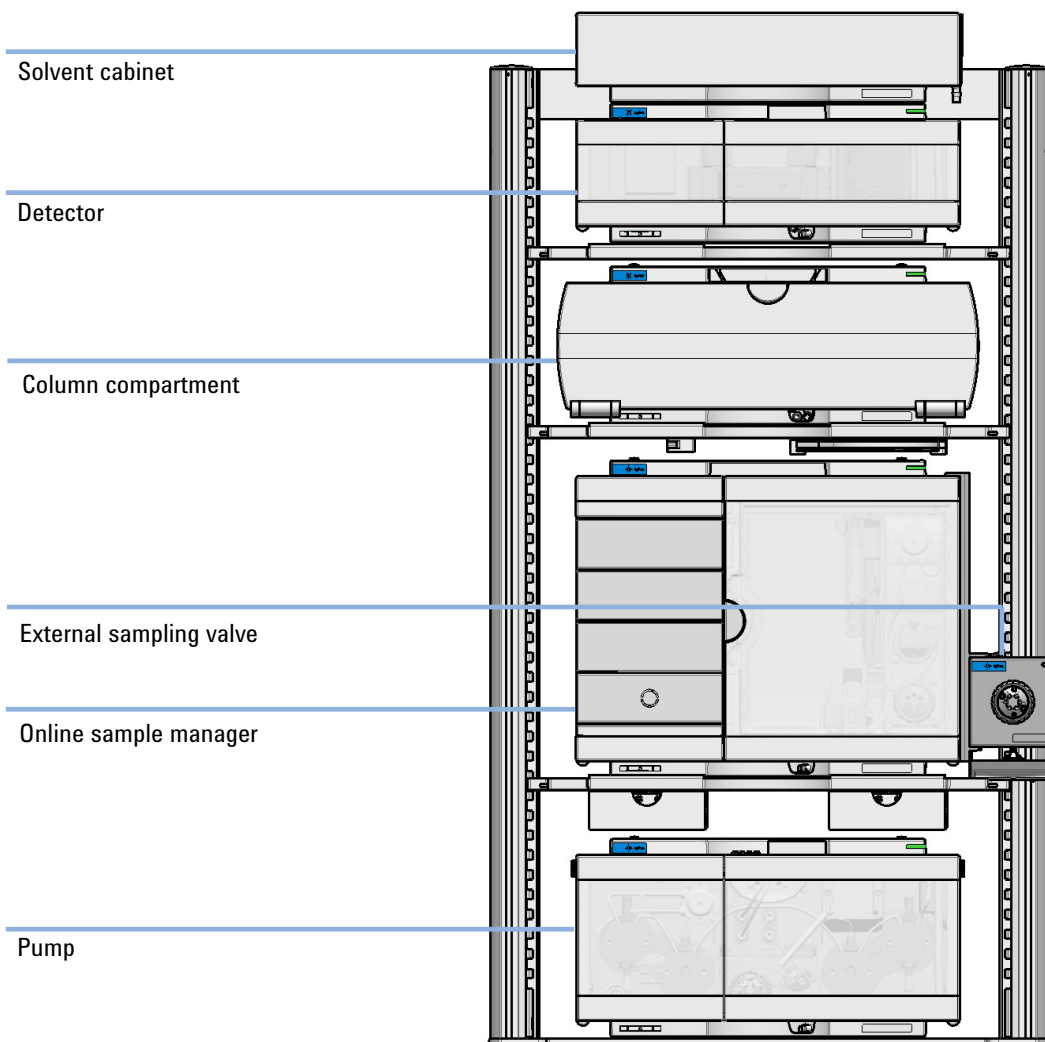 Solvent cabinet
Detector
Column compartment
External sampling valve
Online sample manager
Pump